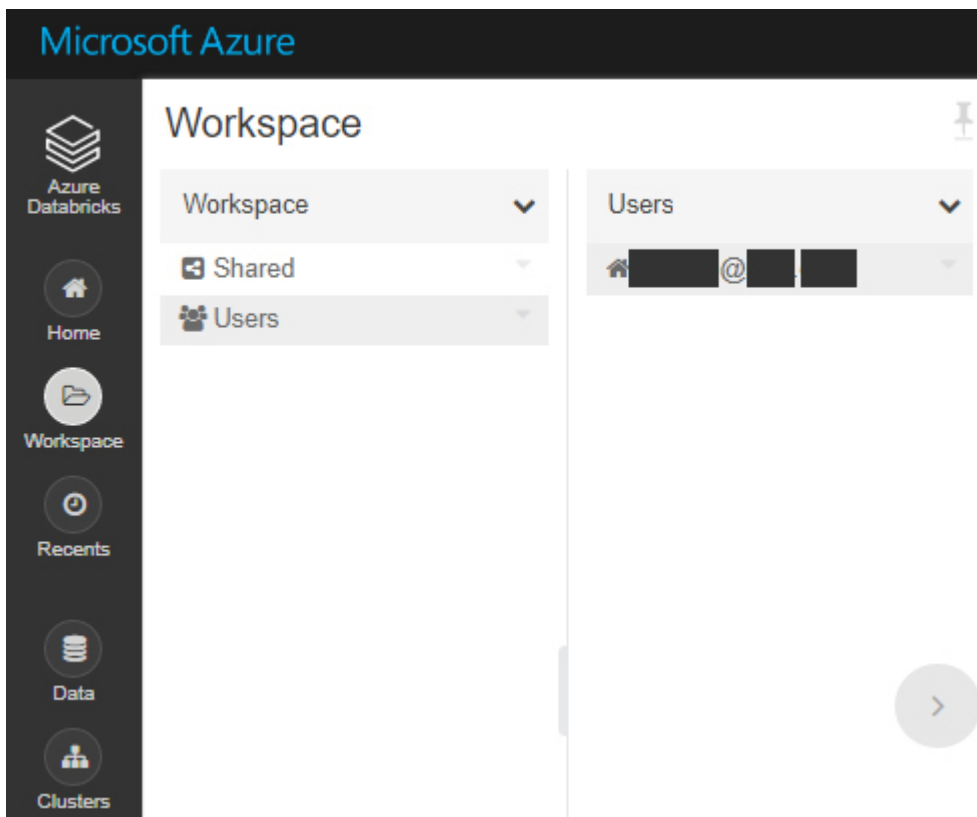 Microsoft Azure
Azure
Databricks
Home
Workspace
Recents
Data
Clusters
Workspace
Workspace
Shared
Users
Users
@ .